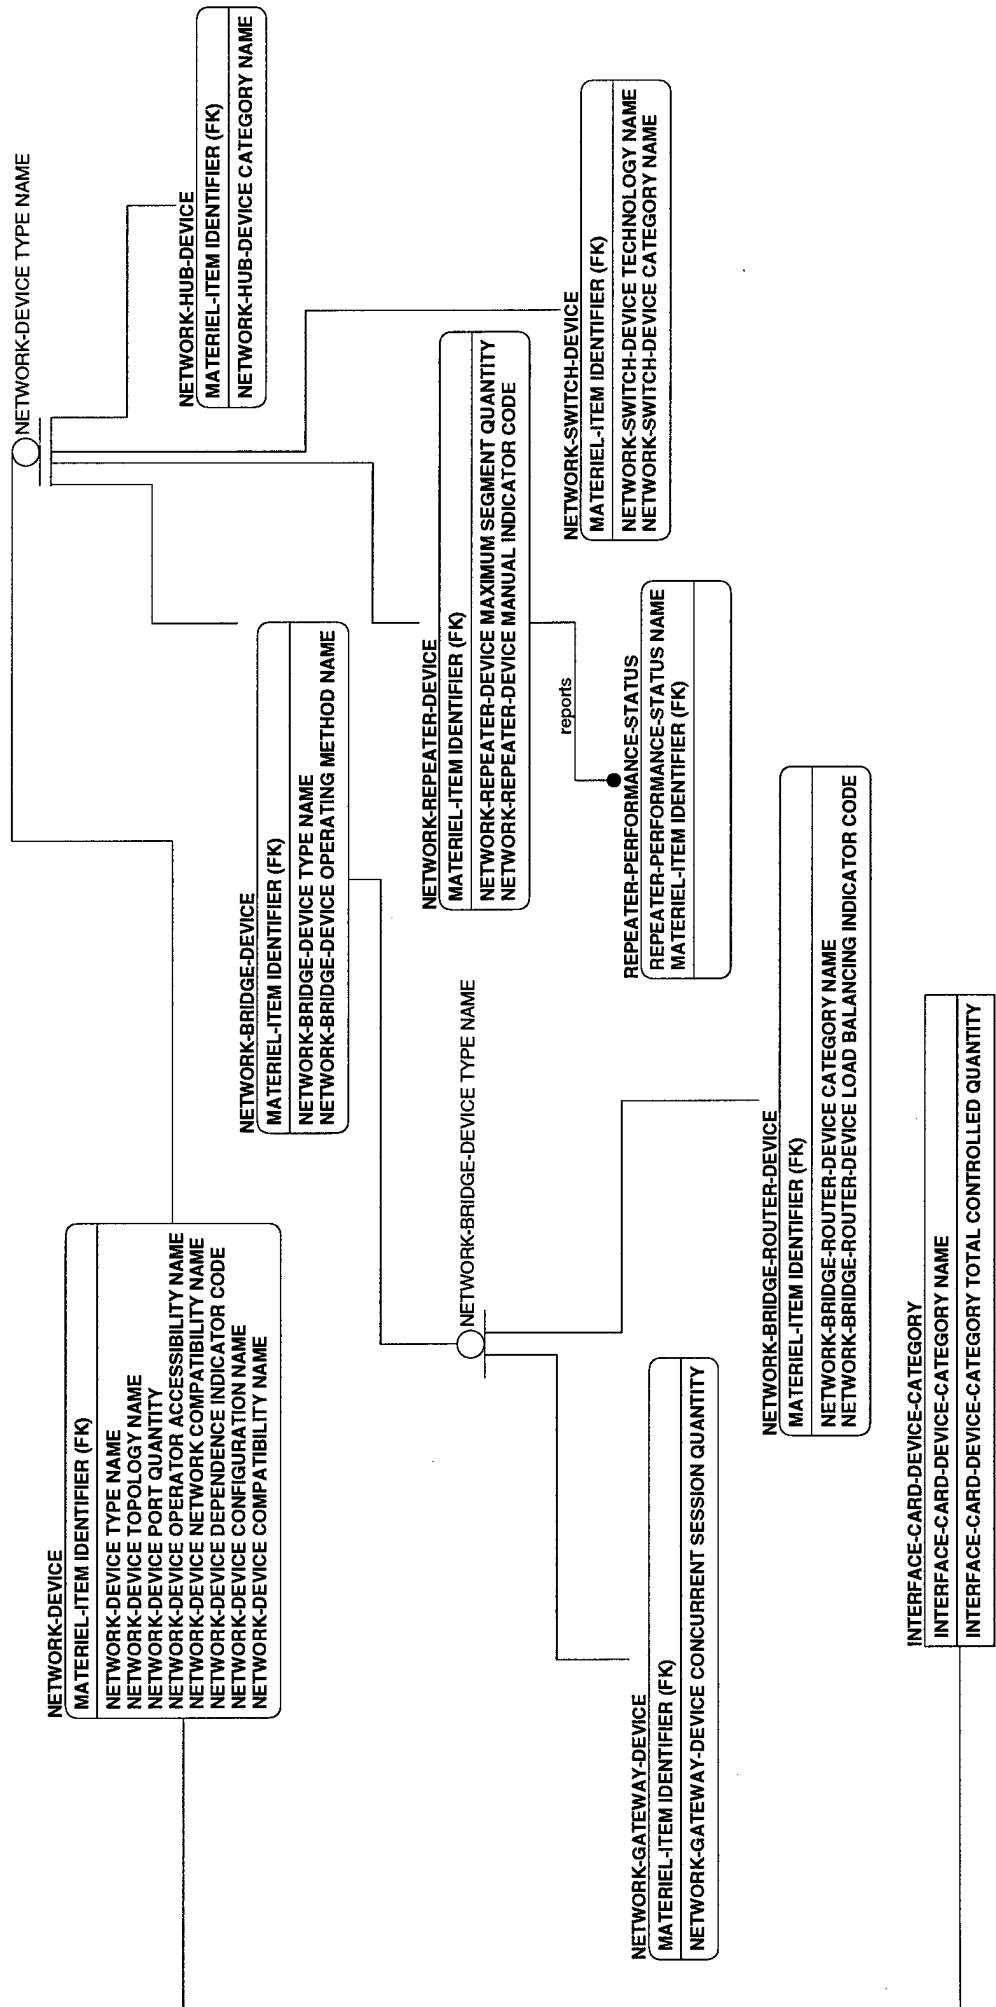 NETWORK-DEVICE
MATERIEL-ITEM IDENTIFIER (FK)
NETWORK-DEVICE TYPE NAME
NETWORK-DEVICE TOPOLOGY NAME
NETWORK-DEVICE PORT QUANTITY
NETWORK-DEVICE OPERATOR ACCESSIBILITY NAME
NETWORK-DEVICE NETWORK COMPATIBILITY NAME
NETWORK-DEVICE DEPENDENCE INDICATOR CODE
NETWORK-DEVICE CONFIGURATION NAME
NETWORK-DEVICE COMPATIBILITY NAME
NETWORK-DEVICE TYPE NAME
NETWORK-HUB-DEVICE
MATERIEL-ITEM IDENTIFIER (FK)
NETWORK-HUB-DEVICE CATEGORY NAME
NETWORK-BRIDGE-DEVICE
MATERIEL-ITEM IDENTIFIER (FK)
NETWORK-BRIDGE-DEVICE TYPE NAME
NETWORK-BRIDGE-DEVICE OPERATING METHOD NAME
NETWORK-REPEATER-DEVICE
MATERIEL-ITEM IDENTIFIER (FK)
NETWORK-REPEATER-DEVICE MAXIMUM SEGMENT QUANTITY
NETWORK-REPEATER-DEVICE MANUAL INDICATOR CODE
NETWORK-SWITCH-DEVICE
MATERIEL-ITEM IDENTIFIER (FK)
NETWORK-SWITCH-DEVICE TECHNOLOGY NAME
NETWORK-SWITCH-DEVICE CATEGORY NAME
reports
REPEATER-PERFORMANCE-STATUS
REPEATER-PERFORMANCE-STATUS NAME
MATERIEL-ITEM IDENTIFIER (FK)
NETWORK-BRIDGE-DEVICE TYPE NAME
NETWORK-GATEWAY-DEVICE
MATERIEL-ITEM IDENTIFIER (FK)
NETWORK-GATEWAY-DEVICE CONCURRENT SESSION QUANTITY
NETWORK-BRIDGE-ROUTER-DEVICE
MATERIEL-ITEM IDENTIFIER (FK)
NETWORK-BRIDGE-ROUTER-DEVICE CATEGORY NAME
NETWORK-BRIDGE-ROUTER-DEVICE LOAD BALANCING INDICATOR CODE
INTERFACE-CARD-DEVICE-CATEGORY
INTERFACE-CARD-DEVICE-CATEGORY NAME
INTERFACE-CARD-DEVICE-CATEGORY TOTAL CONTROLLED QUANTITY